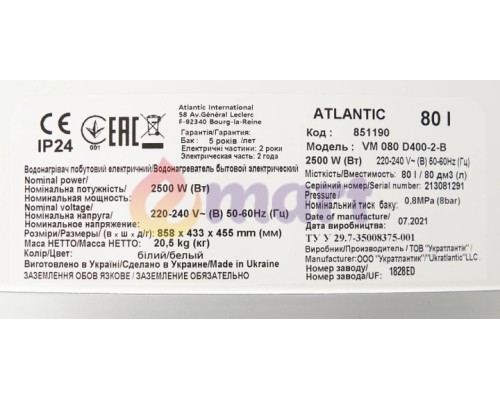 Atlantic International
58 Av.Général Leclerc
F-92340 Bourg-la-Reine
CE EAC
IP24
001
Гарантія/Гарантия:
Бак : 5 років /лет
Електричні частини: 2 роки
Электрические части: 2 года
Водонагрівач побутовий електричний/Водонагреватель бытовой электрический
Nominal power/
Номінальна потужність/ 2500 W (Вт)
Номинальная мощность:
Nominal voltage/
Номінальна напруга/ 220-240 V~ (В) 50-60Hz (Гц)
Номинальное напряжение:
Розміри/Размеры/ (в х ш х д/г): 858 x 433 x 455 mm (мм)
Маса НЕТТО/Масса НЕТТО: 20,5 kg (кг)
Колір/Цвет: білий/белый
Виготовлено в Україні/Сделано в Украине/Made in Ukraine
ЗАЗЕМЛЕННЯ ОБОВ ЯЗКОВЕ / ЗАЗЕМЛЕНИЕ ОБЯЗАТЕЛЬНО
ATLANTIC 80 l
Код : 851190
Модель : VM 080 D400-2-B
2500 W (Вт) 220-240 V~ (В) 50-60Hz (Гц)
Місткість/Вместимость: 80 l / 80 дм3 (л)
Серійний номер/Serial number: 213081291
Pressure/
Номінальний тиск баку: 0,8MPa (8bar)
Date of manufacture/ 07.2021
ТУ У 29.7-35008375-001
Виробник/Производитель : ТОВ "Укратлантік"/
Manufacturer:ООО "Укратлантик"/"Ukratlantic"LLC
Номер заводу/
Номер завода/UF: 1828ED
emar